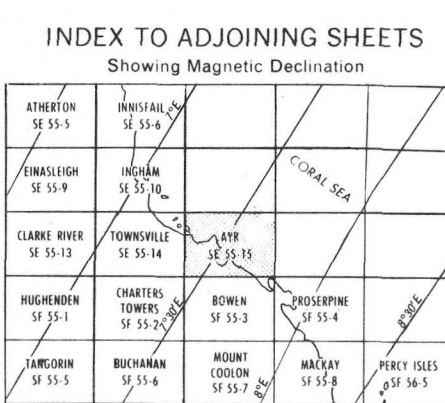 INDEX TO ADJOINING SHEETS
Showing Magnetic Declination
ATHERTON
SE 55-5
INNISFAIL
SE 55-6
7°E
EINASLEIGH
SE 55-9
INGHAM
SE 55-10
CORAL SEA
CLARKE RIVER
SE 55-13
TOWNSVILLE
SE 55-14
AYR
SE 55-15
HUGHENDEN
SF 55-1
CHARTERS
TOWERS
SF 55-2
7°30'E
BOWEN
SF 55-3
PROSERPINE
SF 55-4
8°30'E
TANGORIN
SF 55-5
BUCHANAN
SF 55-6
MOUNT
COOLON
SF 55-7
8°E
MACKAY
SF 55-8
PERCY ISLES
SF 56-5